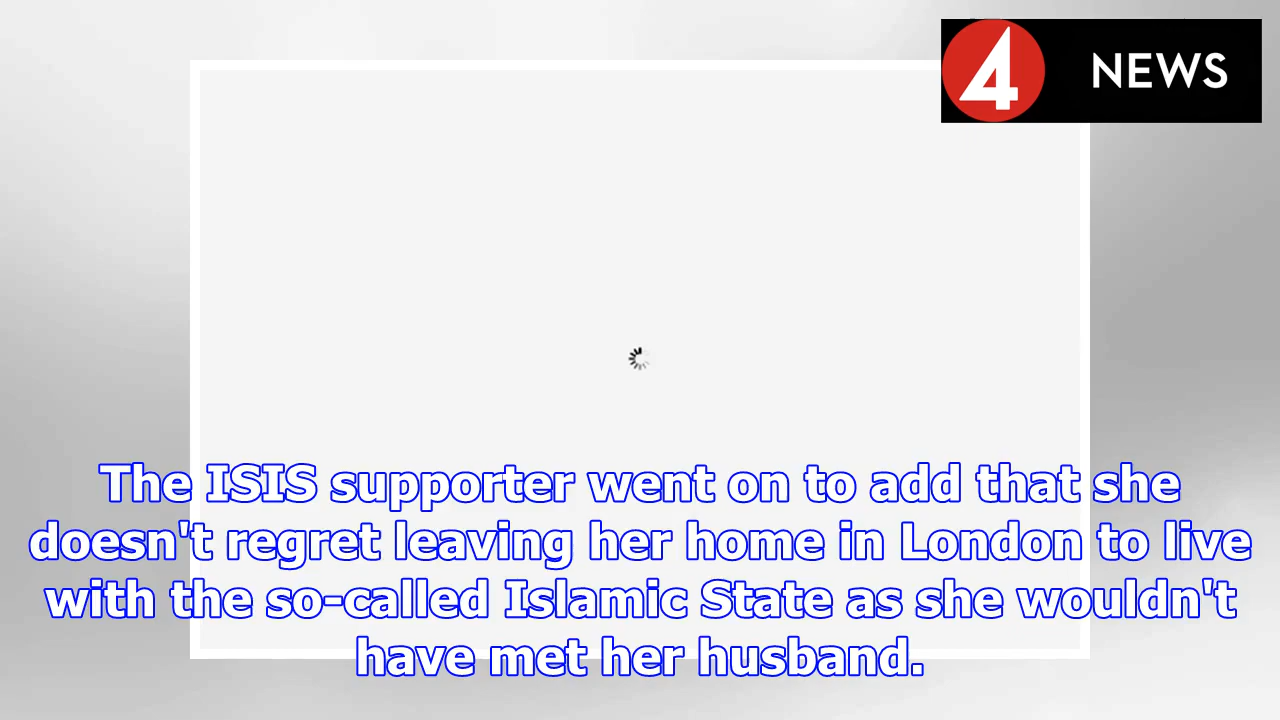 4 NEWS
The ISIS supporter went on to add that she
doesn't regret leaving her home in London to live
with the so-called Islamic State as she wouldn't
have met her husband.